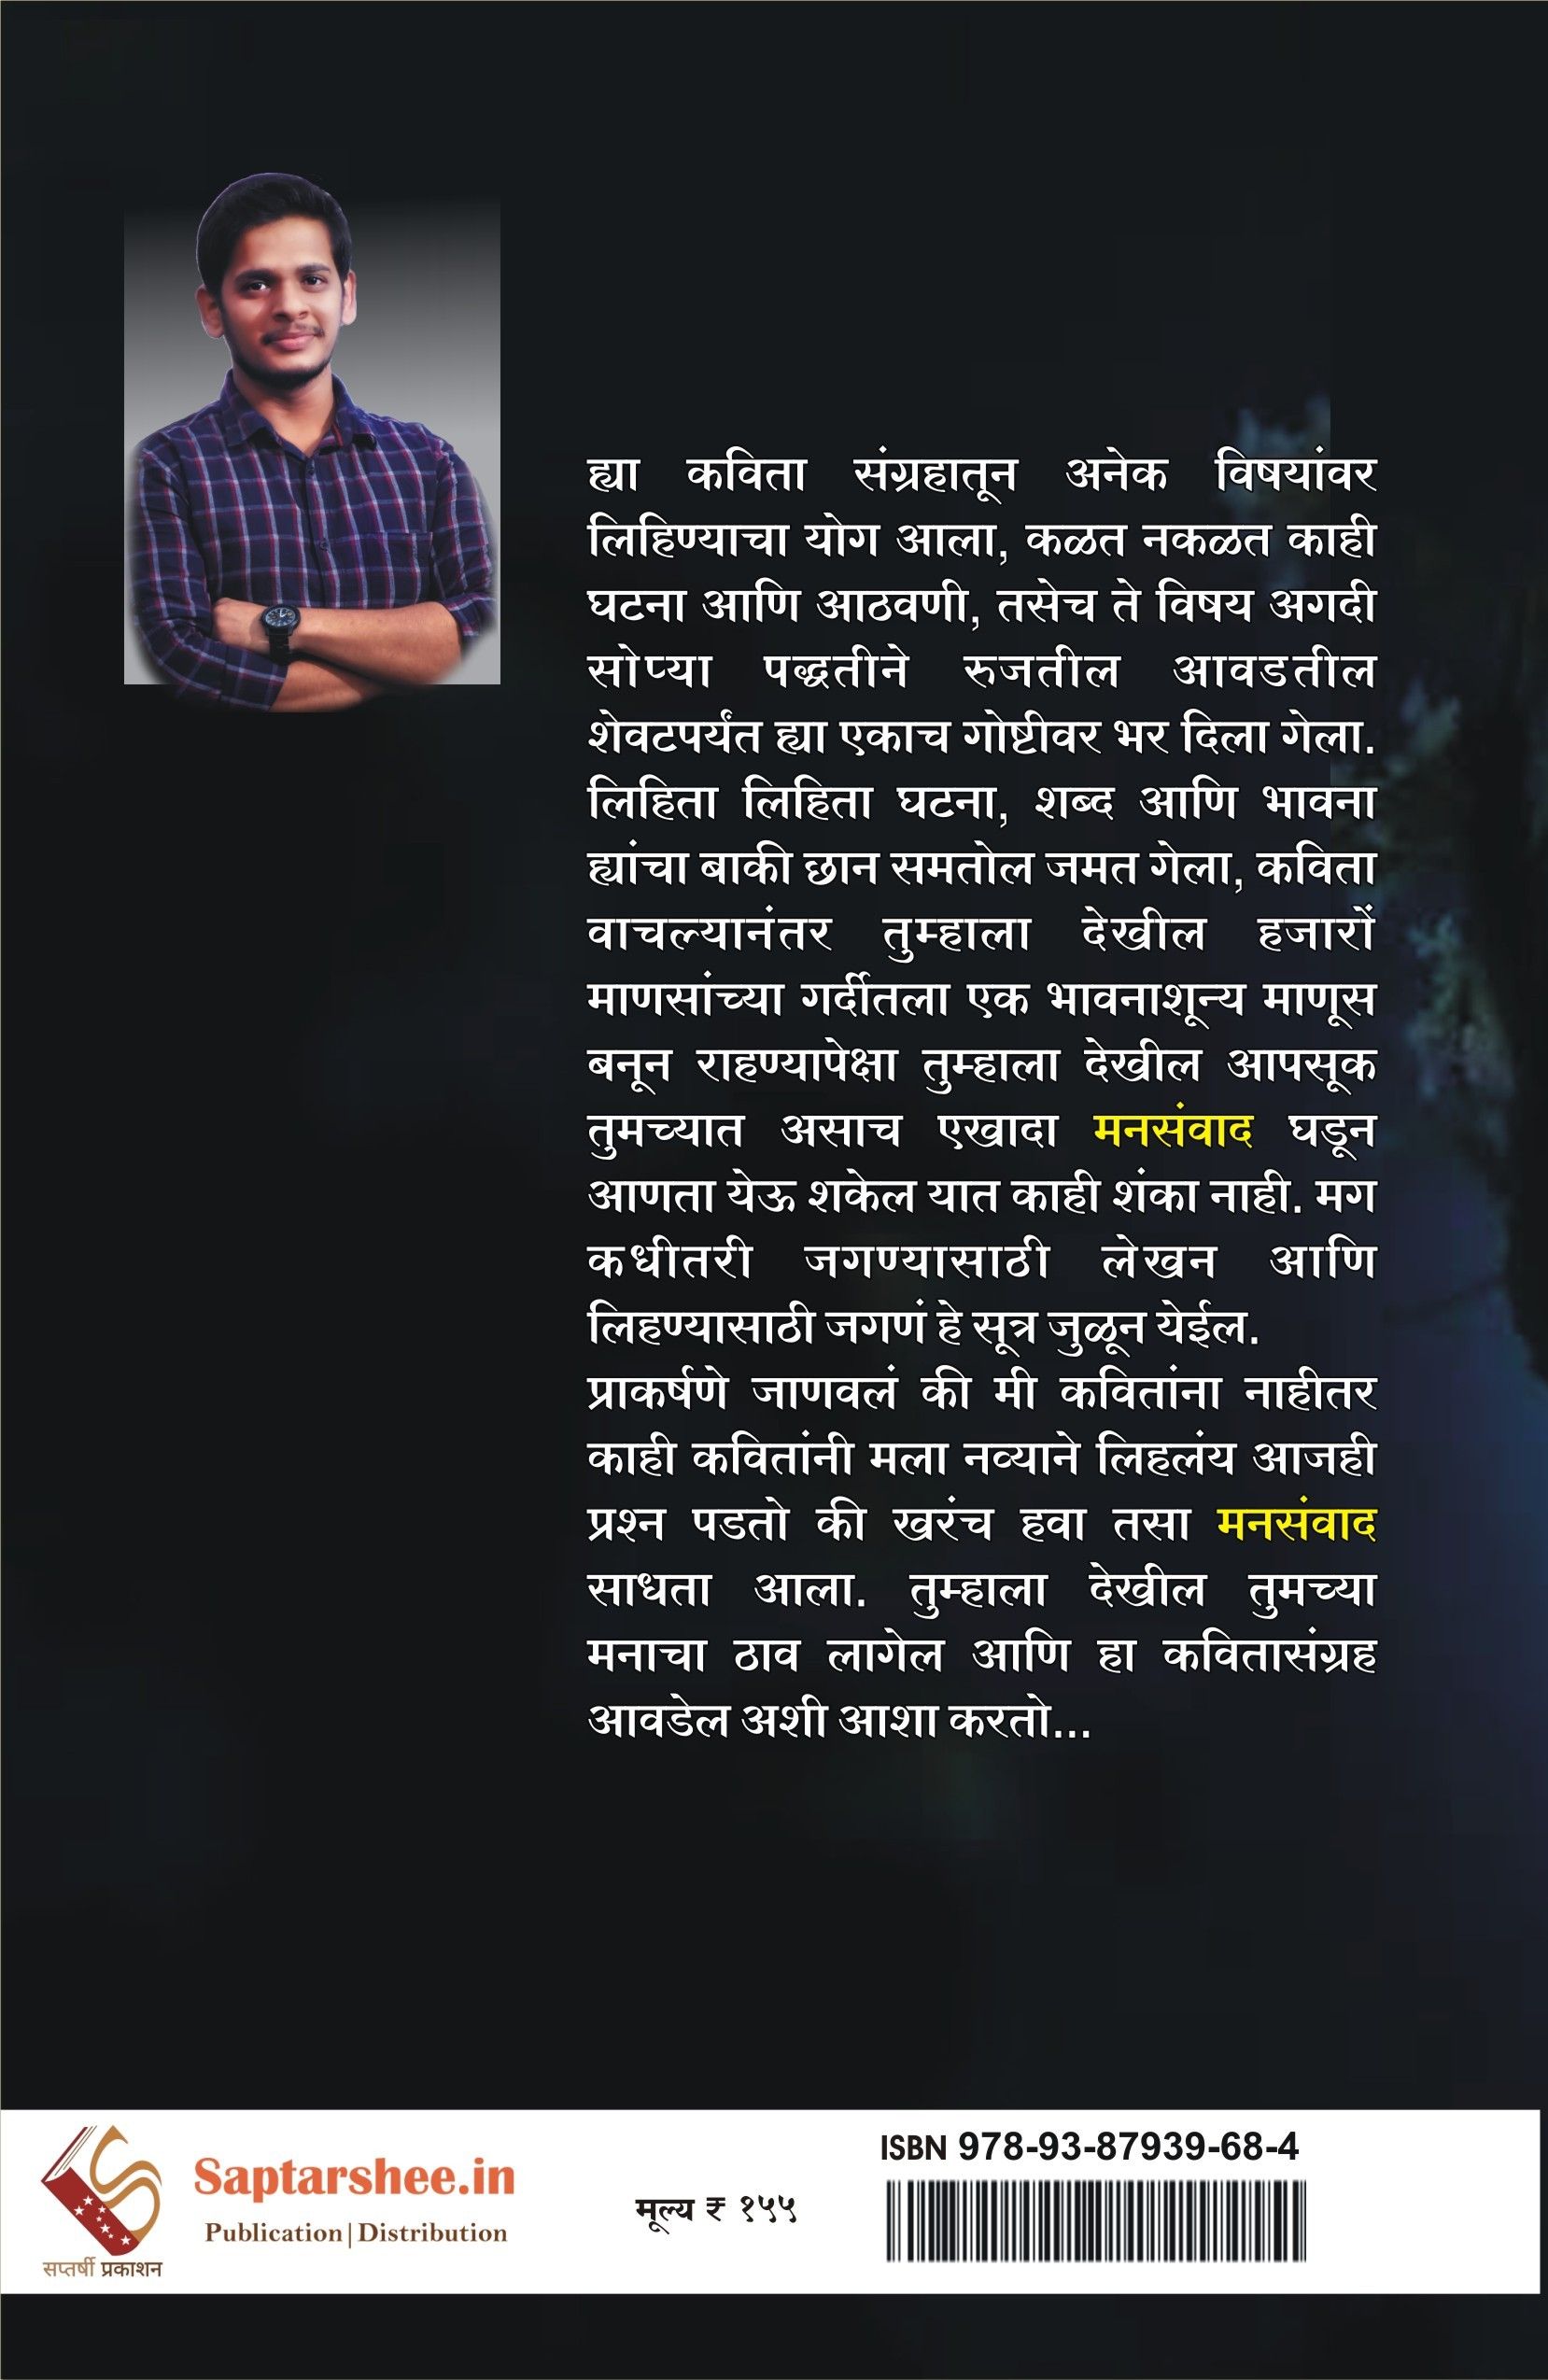 ह्या कविता संग्रहातून अनेक विषयांवर
लिहिण्याचा योग आला, कळत नकळत काही
घटना आणि आठवणी, तसेच ते विषय अगदी
सोप्या पद्धतीने रुजतील आवडतील
शेवटपर्यंत ह्या एकाच गोष्टीवर भर दिला गेला.
लिहिता लिहिता घटना, शब्द आणि भावना
ह्यांचा बाकी छान समतोल जमत गेला, कविता
वाचल्यानंतर तुम्हाला देखील हजारों
माणसांच्या गर्दीतला एक भावनाशून्य माणूस
बनून राहण्यापेक्षा तुम्हाला देखील आपसूक
तुमच्यात असाच एखादा मनसंवाद घडून
आणता येऊ शकेल यात काही शंका नाही. मग
कधीतरी जगण्यासाठी लेखन आणि
लिहण्यासाठी जगणं हे सूत्र जुळून येईल.
प्राकर्षणे जाणवलं की मी कवितांना नाहीतर
काही कवितांनी मला नव्याने लिहलंय आजही
प्रश्न पडतो की खरंच हवा तसा मनसंवाद
साधता आला. तुम्हाला देखील तुमच्या
मनाचा ठाव लागेल आणि हा कवितासंग्रह
आवडेल अशी आशा करतो...
Saptarshee.in
Publication|Distribution
सप्तर्षी प्रकाशन
मूल्य ₹ १५५
ISBN 978-93-87939-68-4